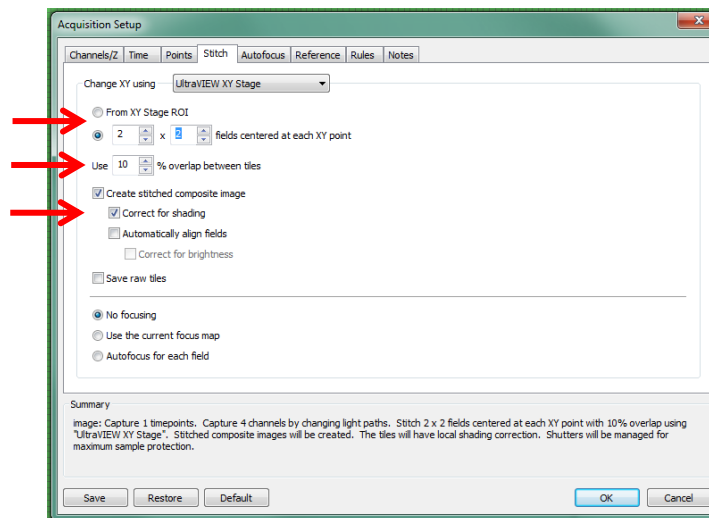 Acquisition Setup
Channels/Z Time Points Stitch Autofocus Reference Rules Notes
Change XY using UltraVIEW XY Stage
From XY Stage ROI
2 x 2 fields centered at each XY point
Use 10 % overlap between tiles
Create stitched composite image
Correct for shading
Automatically align fields
Correct for brightness
Save raw tiles
No focusing
Use the current focus map
Autofocus for each field
Summary
image: Capture 1 timepoints. Capture 4 channels by changing light paths. Stitch 2 x 2 fields centered at each XY point with 10% overlap using
"UltraVIEW XY Stage". Stitched composite images will be created. The tiles will have local shading correction. Shutters will be managed for
maximum sample protection.
Save Restore Default OK Cancel